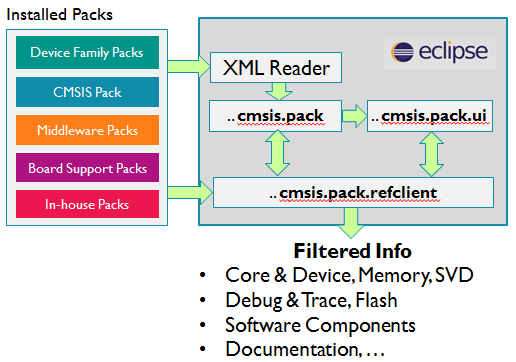 Installed Packs
Device Family Packs
CMSIS Pack
Middleware Packs
Board Support Packs
In-house Packs
eclipse
XML Reader
..cmsis.pack
..cmsis.pack.ui
..cmsis.pack.refclient
Filtered Info
• Core & Device, Memory, SVD
• Debug & Trace, Flash
• Software Components
• Documentation, ...